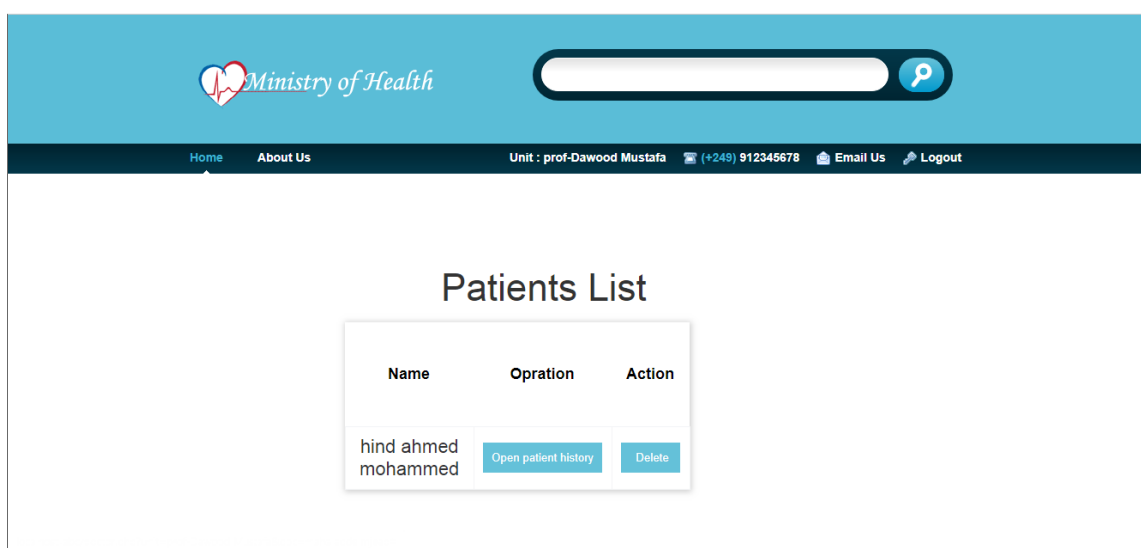 Ministry of Health
Home About Us Unit : prof-Dawood Mustafa (+249) 912345678 Email Us Logout
Patients List
Name Opration Action
hind ahmed
mohammed
Open patient history Delete